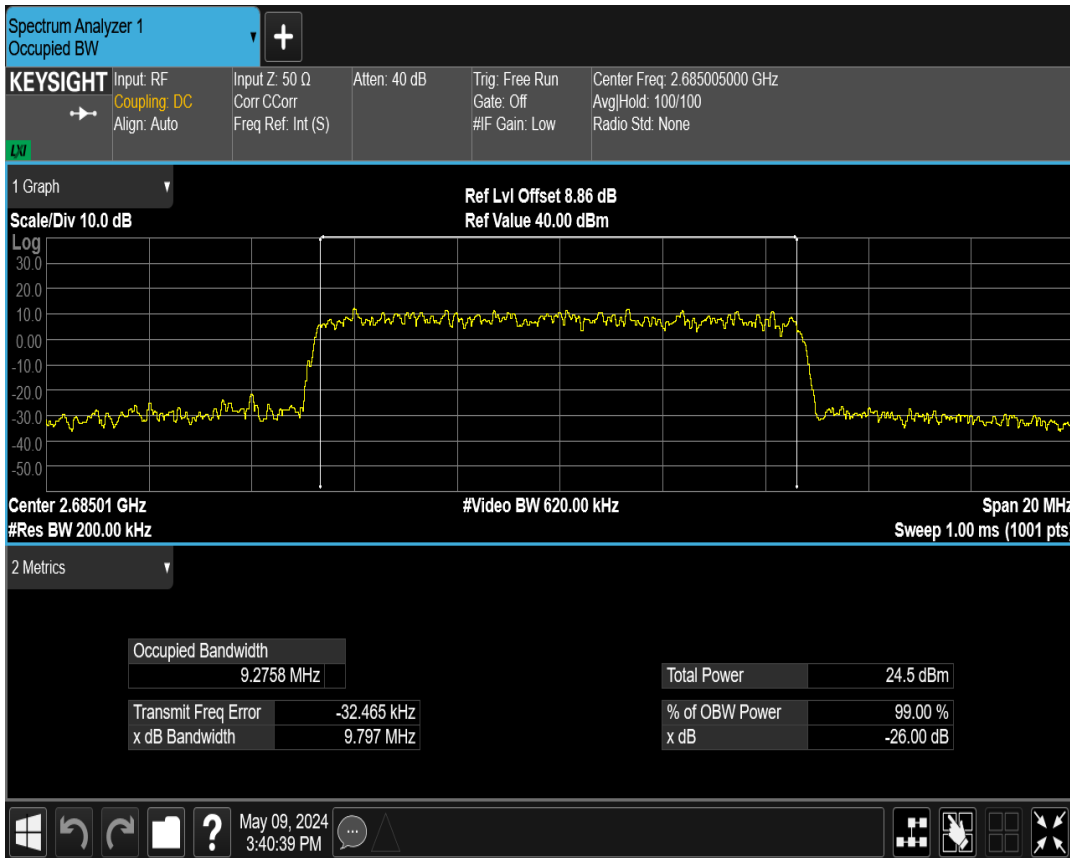 Spectrum Analyzer 1
Occupied BW
+
KEYSIGHT
LXI
Input: RF
Coupling: DC
Align: Auto
Input Z: 50 Ω
Corr CCorr
Freq Ref: Int (S)
Atten: 40 dB
Trig: Free Run
Gate: Off
#IF Gain: Low
Center Freq: 2.685005000 GHz
Avg|Hold: 100/100
Radio Std: None
1 Graph
Scale/Div 10.0 dB
Ref Lvl Offset 8.86 dB
Ref Value 40.00 dBm
Log
30.0
20.0
10.0
0.00
-10.0
-20.0
-30.0
-40.0
-50.0
Center 2.68501 GHz
#Video BW 620.00 kHz
Span 20 MHz
#Res BW 200.00 kHz
Sweep 1.00 ms (1001 pts)
2 Metrics
Occupied Bandwidth
9.2758 MHz
Total Power 24.5 dBm
Transmit Freq Error -32.465 kHz
% of OBW Power 99.00 %
x dB Bandwidth 9.797 MHz
x dB -26.00 dB
?
May 09, 2024
3:40:39 PM